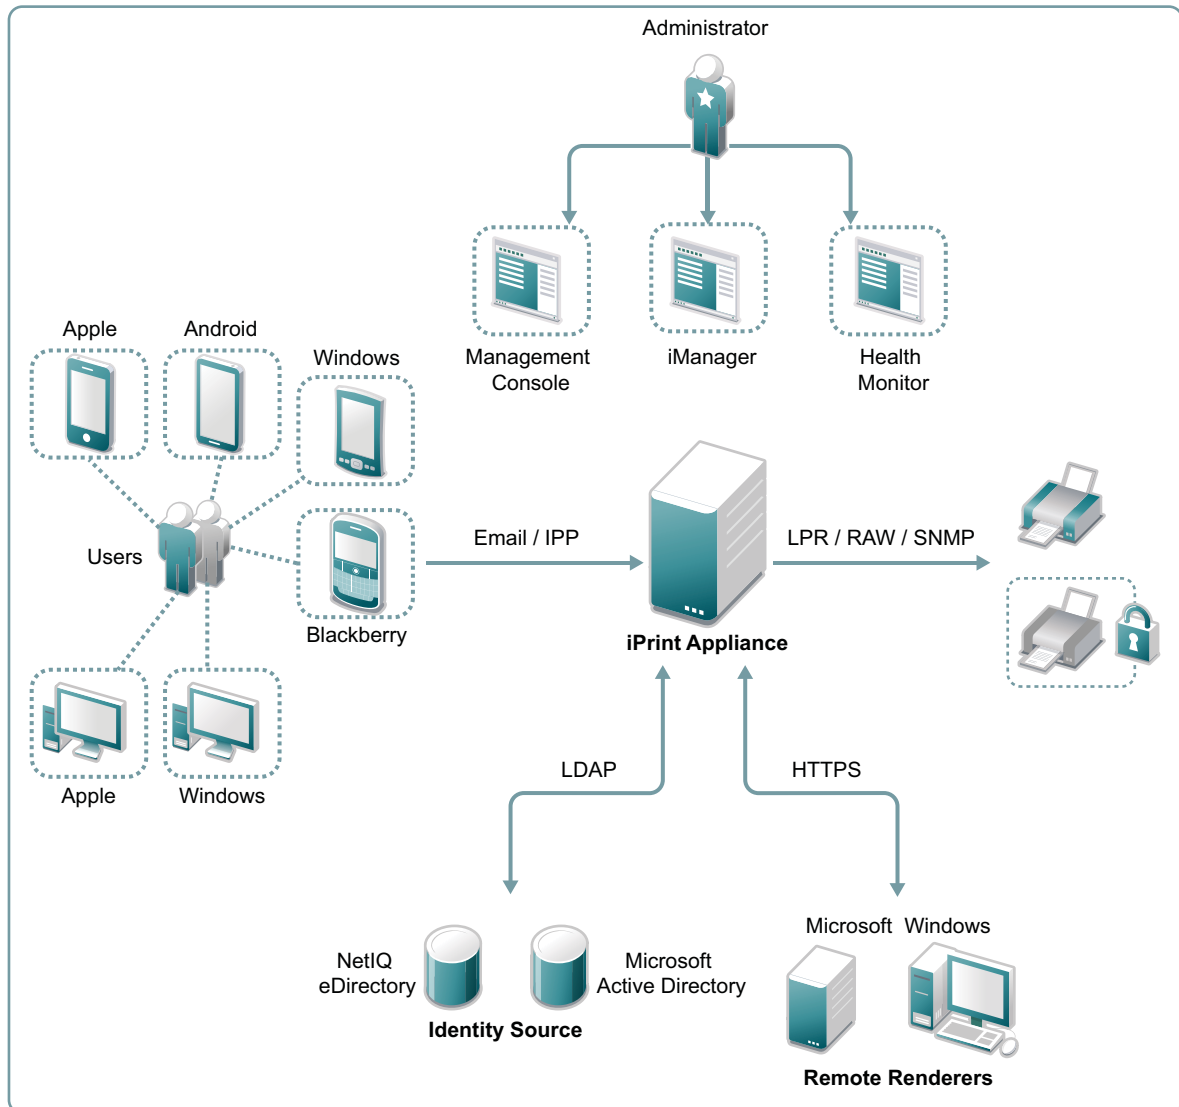 Administrator
Management
Console
iManager
Health
Monitor
Apple
Android
Windows
Users
Blackberry
Apple
Windows
Email / IPP
iPrint Appliance
LPR / RAW / SNMP
LDAP
HTTPS
NetIQ
eDirectory
Microsoft
Active Directory
Identity Source
Microsoft Windows
Remote Renderers